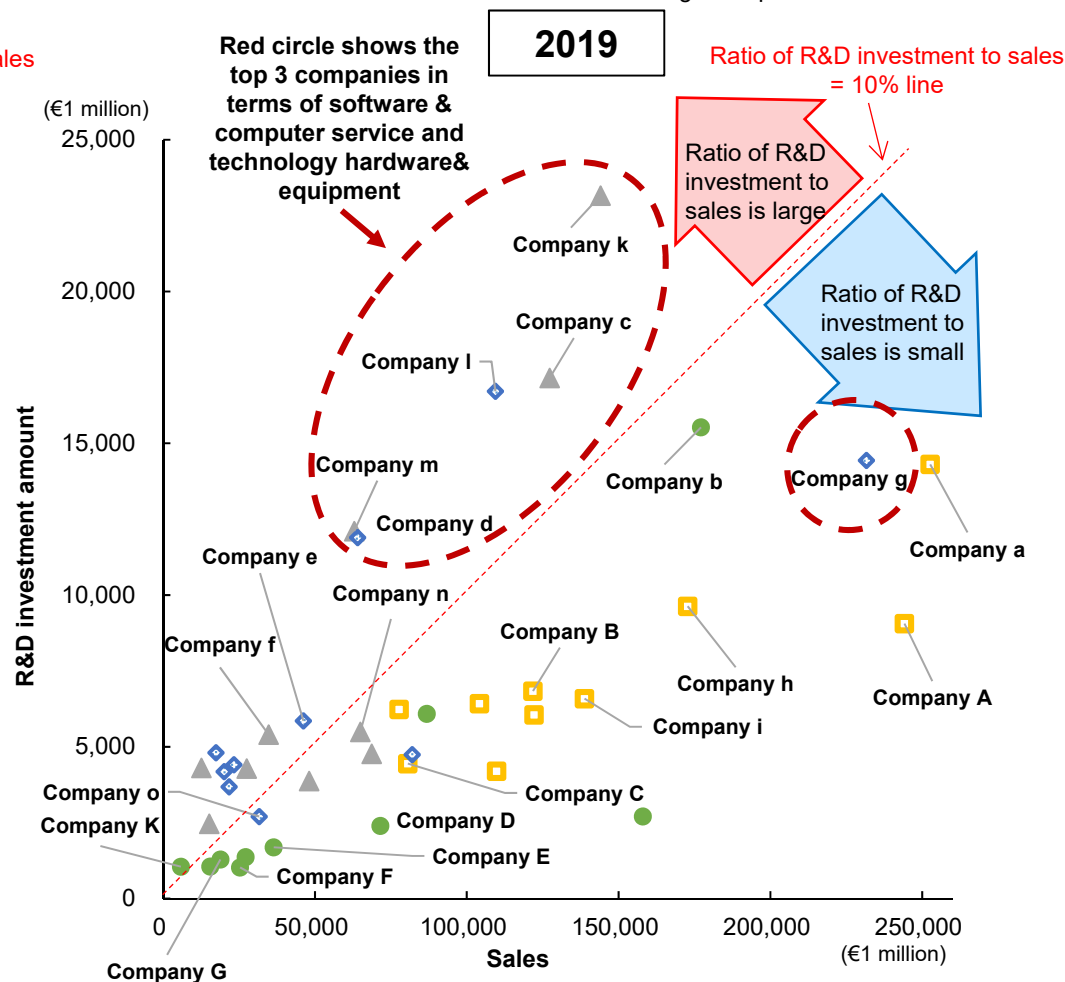 2019
Red circle shows the
top 3 companies in
terms of software &
computer service and
technology hardware&
equipment
Ratio of R&D investment to sales
= 10% line
(€1 million)
25,000
20,000
15,000
10,000
5,000
0
R&D investment amount
Ratio of R&D
investment to
sales is large
Ratio of R&D
investment to
sales is small
Company k
Company c
Company l
Company m
Company d
Company b
Company g
Company a
Company e
Company n
Company f
Company B
Company h
Company A
Company i
Company o
Company C
Company K
Company D
Company E
Company F
Company G
0
50,000
100,000
150,000
200,000
250,000
Sales
(€1 million)